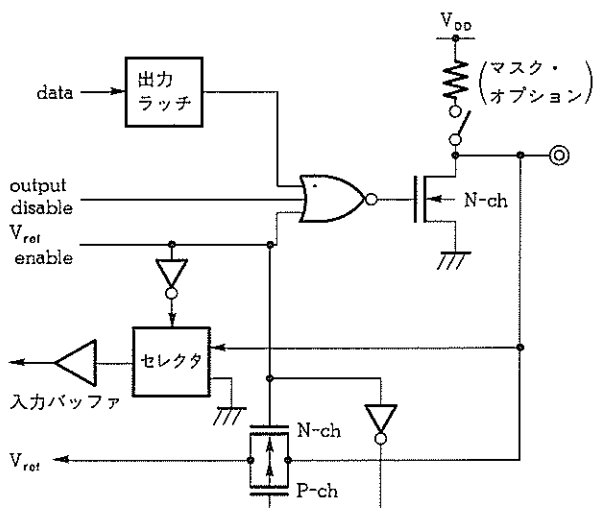 V_DD
(マスク・
オプション)
data
出力
ラッチ
output
disable
N-ch
V_ref
enable
セレクタ
入力バッファ
N-ch
V_ref
P-ch